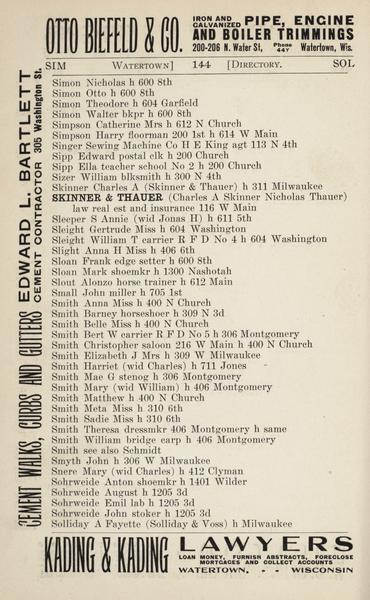 OTTO BIEFELD & CO.
IRON AND GALVANIZED PIPE, ENGINE
AND BOILER TRIMMINGS
200-206 N. Water St, Phone 447 Watertown, Wis.
SIM WATERTOWN] 144 [DIRECTORY. SOL
Simon Nicholas h 600 8th
Simon Otto h 600 8th
Simon Theodore h 604 Garfield
Simon Walter bkpr h 600 8th
Simpson Catherine Mrs h 612 N Church
Simpson Harry floorman 200 1st h 614 W Main
Singer Sewing Machine Co H E King agt 113 N 4th
Sipp Edward postal clk h 200 Church
Sipp Ella teacher school No 2 h 200 Church
Sizer William blksmith h 300 N 4th
Skinner Charles A (Skinner & Thauer) h 311 Milwaukee
SKINNER & THAUER (Charles A Skinner Nicholas Thauer)
law real est and insurance 116 W Main
Sleeper S Annie (wid Jonas H) h 611 5th
Sleight Gertrude Miss h 604 Washington
Sleight William T carrier R F D No 4 h 604 Washington
Slight Anna H Miss h 406 6th
Sloan Frank edge setter h 600 8th
Sloan Mark shoemkr h 1300 Nashotah
Slout Alonzo horse trainer h 612 Main
Small John miller h 705 1st
Smith Anna Miss h 400 N Church
Smith Barney horseshoer h 309 N 3d
Smith Belle Miss h 400 N Church
Smith Bert W carrier R F D No 5 h 306 Montgomery
Smith Christopher saloon 216 W Main h 400 N Church
Smith Elizabeth J Mrs h 309 W Milwaukee
Smith Harriet (wid Charles) h 711 Jones
Smith Mae G stenog h 306 Montgomery
Smith Mary (wid William) h 406 Montgomery
Smith Matthew h 400 N Church
Smith Meta Miss h 310 6th
Smith Sadie Miss h 310 6th
Smith Theresa dressmkr 406 Montgomery h same
Smith William bridge carp h 406 Montgomery
Smith see also Schmidt
Smyth John h 306 W Milwaukee
Snere Mary (wid Charles) h 412 Clyman
Sohrweide Anton shoemkr h 1401 Wilder
Sohrweide August h 1205 3d
Sohrweide Emil lab h 1205 3d
Sohrweide John stoker h 1205 3d
Solliday A Fayette (Solliday & Voss) h Milwaukee
EDWARD L. BARTLETT
CEMENT CONTRACTOR 305 Washington St.
CEMENT WALKS, CURBS AND GUTTERS
KADING & KADING LAWYERS
LOAN MONEY, FURNISH ABSTRACTS, FORECLOSE
MORTGAGES AND COLLECT ACCOUNTS
WATERTOWN, - - WISCONSIN